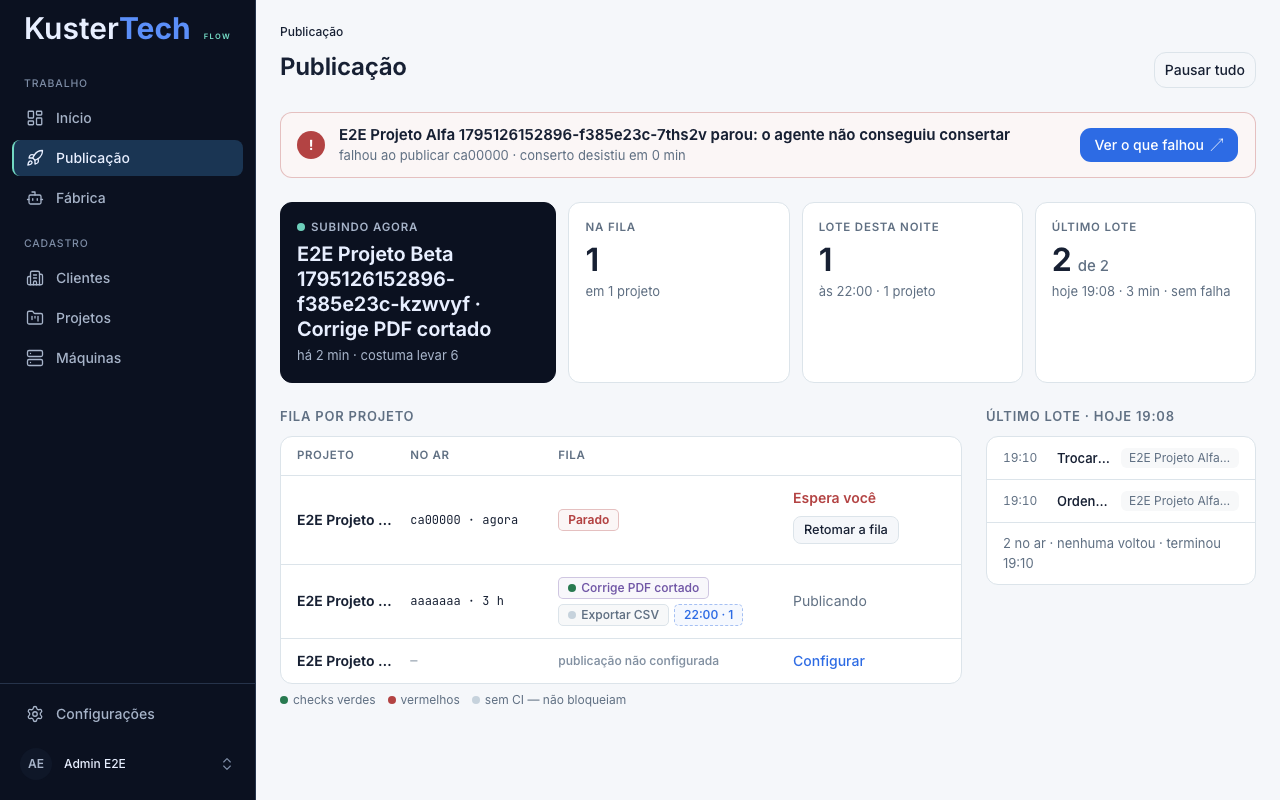 KusterTech FLOW
TRABALHO
Início
Publicação
Fábrica
CADASTRO
Clientes
Projetos
Máquinas
Configurações
AE Admin E2E
Publicação
Publicação
Pausar tudo
! E2E Projeto Alfa 1795126152896-f385e23c-7ths2v parou: o agente não conseguiu consertar
falhou ao publicar ca00000 · conserto desistiu em 0 min
Ver o que falhou ↗
SUBINDO AGORA
E2E Projeto Beta
1795126152896-
f385e23c-kzwvyf ·
Corrige PDF cortado
há 2 min · costuma levar 6
NA FILA
1
em 1 projeto
LOTE DESTA NOITE
1
às 22:00 · 1 projeto
ÚLTIMO LOTE
2 de 2
hoje 19:08 · 3 min · sem falha
FILA POR PROJETO
PROJETO NO AR FILA
E2E Projeto ... ca00000 · agora Parado Espera você
Retomar a fila
E2E Projeto ... aaaaaaa · 3 h Corrige PDF cortado Publicando
Exportar CSV 22:00 · 1
E2E Projeto ... — publicação não configurada Configurar
checks verdes vermelhos sem CI — não bloqueiam
ÚLTIMO LOTE · HOJE 19:08
19:10 Trocar... E2E Projeto Alfa...
19:10 Orden... E2E Projeto Alfa...
2 no ar · nenhuma voltou · terminou
19:10